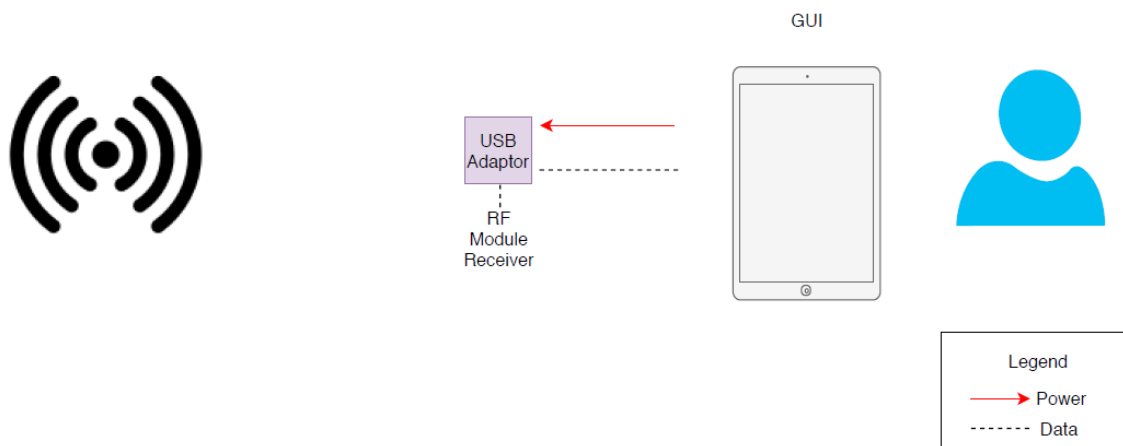 GUI
USB
Adaptor
RF
Module
Receiver
Legend
Power
Data